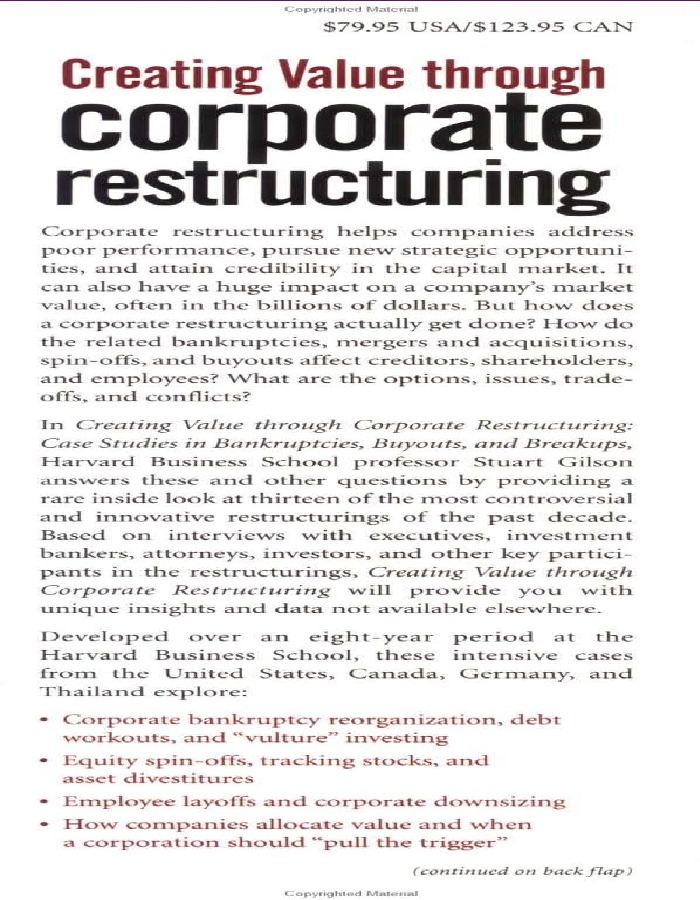 Copyrighted Material
$79.95 USA/$123.95 CAN
Creating Value through
corporate
restructuring
Corporate restructuring helps companies address
poor performance, pursue new strategic opportuni-
ties, and attain credibility in the capital market. It
can also have a huge impact on a company's market
value, often in the billions of dollars. But how does
a corporate restructuring actually get done? How do
the related bankruptcies, mergers and acquisitions,
spin-offs, and buyouts affect creditors, shareholders,
and employees? What are the options, issues, trade-
offs, and conflicts?
In Creating Value through Corporate Restructuring:
Case Studies in Bankruptcies, Buyouts, and Breakups,
Harvard Business School professor Stuart Gilson
answers these and other questions by providing a
rare inside look at thirteen of the most controversial
and innovative restructurings of the past decade.
Based on interviews with executives, investment
bankers, attorneys, investors, and other key partici-
pants in the restructurings, Creating Value through
Corporate Restructuring will provide you with
unique insights and data not available elsewhere.
Developed over an eight-year period at the
Harvard Business School, these intensive cases
from the United States, Canada, Germany, and
Thailand explore:
• Corporate bankruptcy reorganization, debt
workouts, and "vulture" investing
• Equity spin-offs, tracking stocks, and
asset divestitures
• Employee layoffs and corporate downsizing
• How companies allocate value and when
a corporation should "pull the trigger"
(continued on back flap)
Copyrighted Material